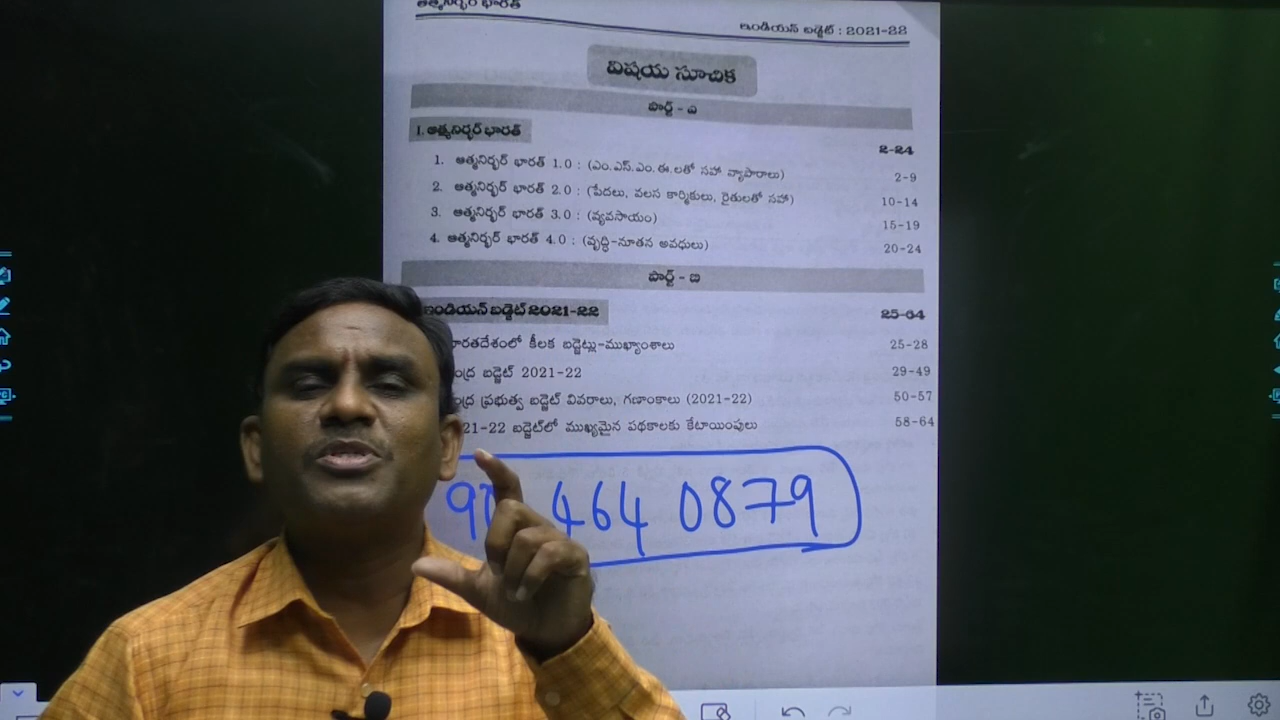 ఆత్మనిర్భర్ భారత్
ఇండియన్ బడ్జెట్ : 2021-22
విషయ సూచిక
పార్ట్ - ఎ
I. ఆత్మనిర్భర్ భారత్ 2-24
1. ఆత్మనిర్భర్ భారత్ 1.0 : (ఎం.ఎస్.ఎం.ఈ.లతో సహా వ్యాపారాలు) 2-9
2. ఆత్మనిర్భర్ భారత్ 2.0 : (పేదలు, వలస కార్మికులు, రైతులతో సహా) 10-14
3. ఆత్మనిర్భర్ భారత్ 3.0 : (వ్యవసాయం) 15-19
4. ఆత్మనిర్భర్ భారత్ 4.0 : (వృద్ధి-నూతన అవధులు) 20-24
పార్ట్ - బి
ఇండియన్ బడ్జెట్ 2021-22 25-64
భారతదేశంలో కీలక బడ్జెట్లు-ముఖ్యాంశాలు 25-28
కేంద్ర బడ్జెట్ 2021-22 29-49
కేంద్ర ప్రభుత్వ బడ్జెట్ వివరాలు, గణాంకాలు (2021-22) 50-57
21-22 బడ్జెట్‌లో ముఖ్యమైన పథకాలకు కేటాయింపులు 58-64
464 0879